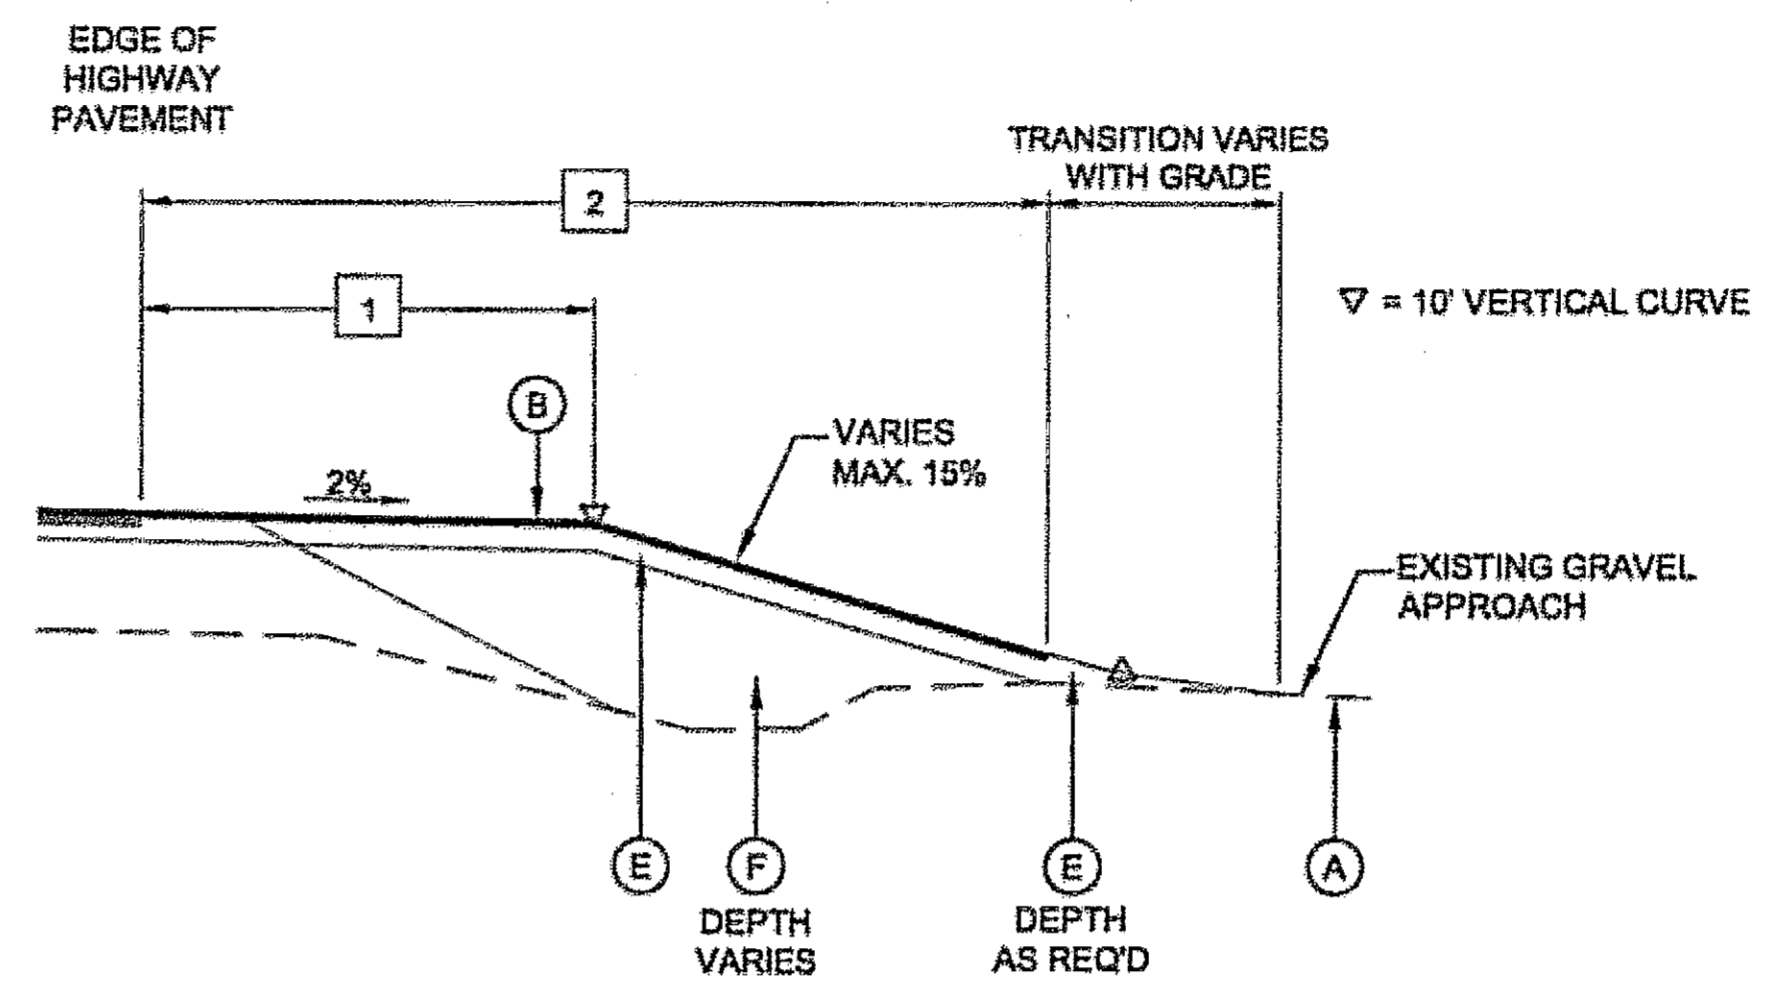 EDGE OF
HIGHWAY
PAVEMENT
TRANSITION VARIES
WITH GRADE
2
1
▽ = 10' VERTICAL CURVE
B
VARIES
MAX. 15%
2%
EXISTING GRAVEL
APPROACH
E
F
E
A
DEPTH
VARIES
DEPTH
AS REQ'D